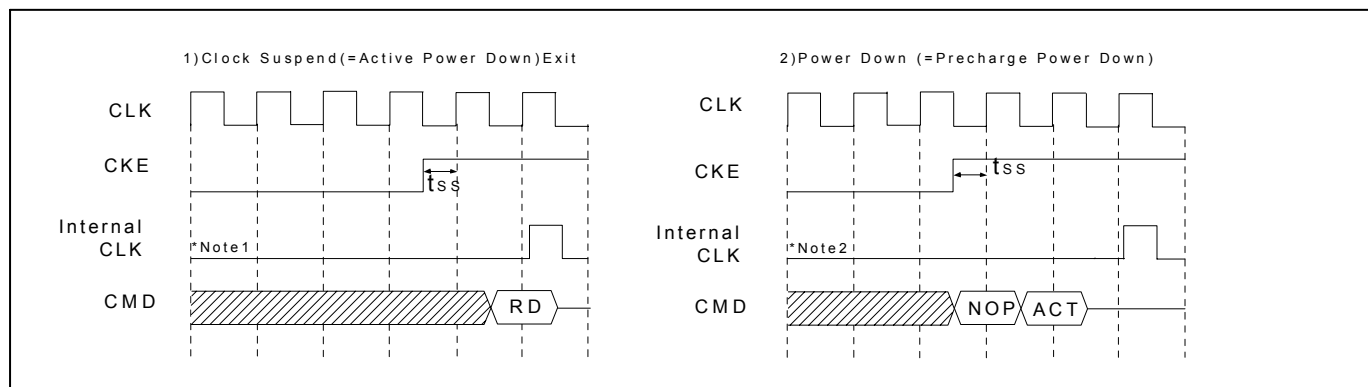 1)Clock Suspend(=Active Power Down)Exit
CLK
CKE
tSS
Internal
CLK
*Note1
CMD
RD
2)Power Down (=Precharge Power Down)
CLK
CKE
tSS
Internal
CLK
*Note2
CMD
NOP
ACT